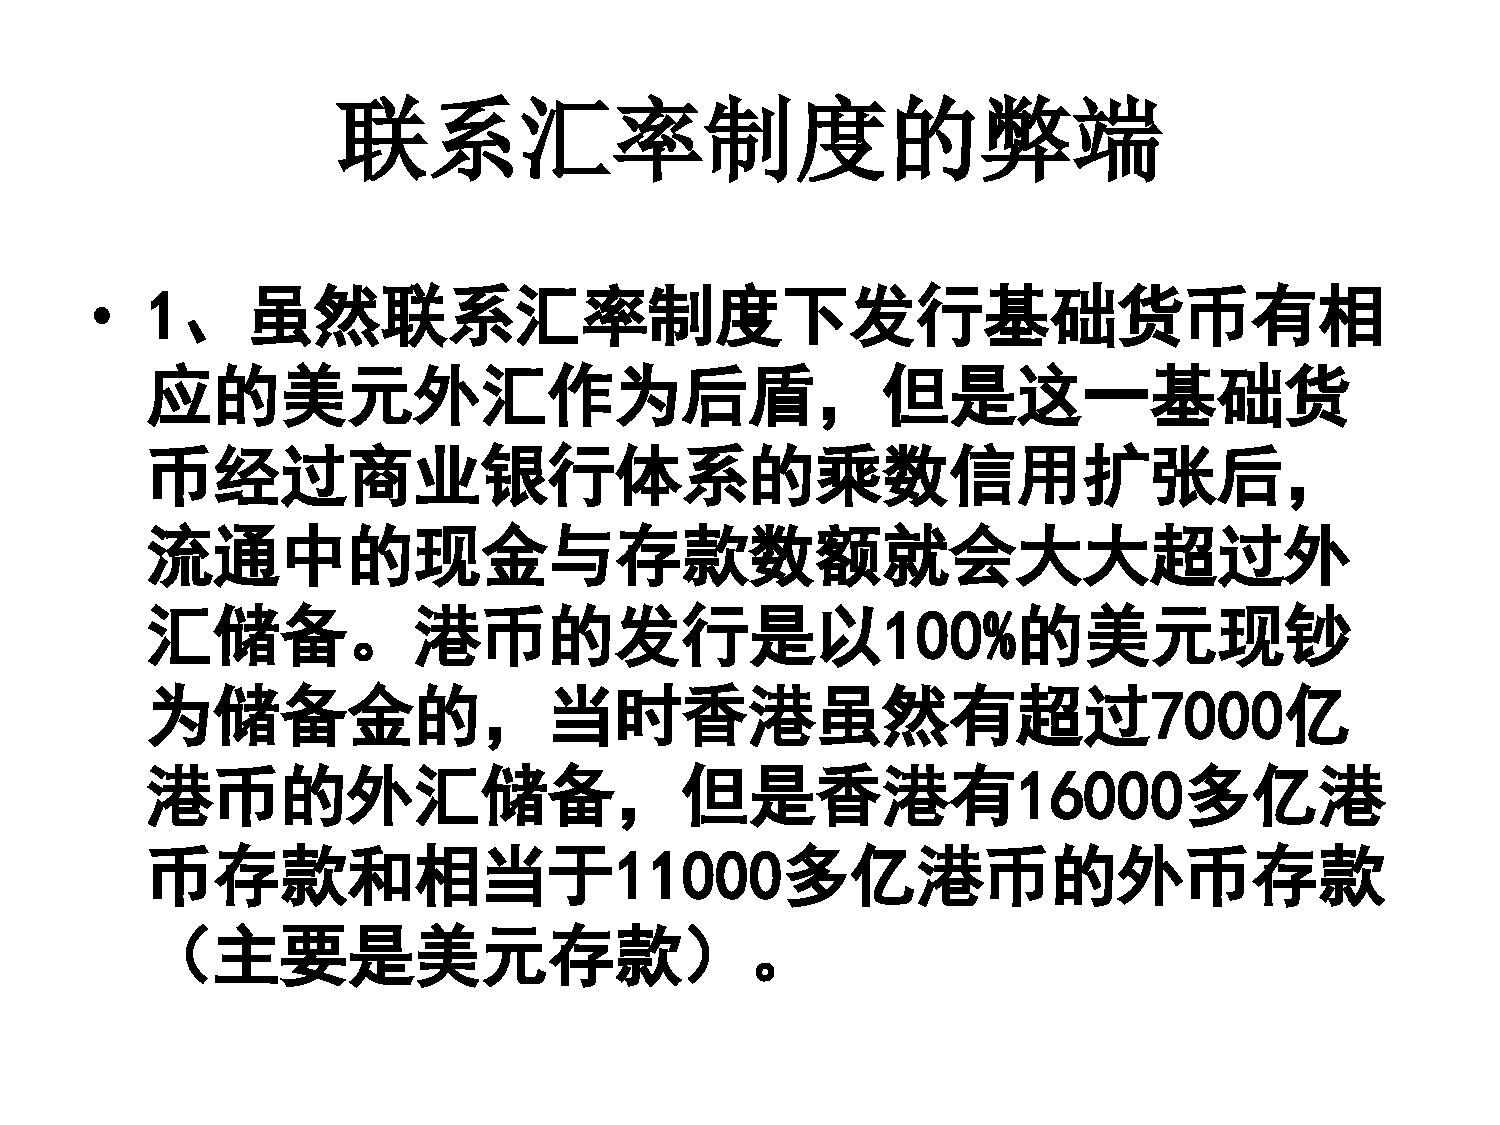 联系汇率制度的弊端
• 1、虽然联系汇率制度下发行基础货币有相
应的美元外汇作为后盾，但是这一基础货
币经过商业银行体系的乘数信用扩张后，
流通中的现金与存款数额就会大大超过外
汇储备。港币的发行是以100%的美元现钞
为储备金的，当时香港虽然有超过7000亿
港币的外汇储备，但是香港有16000多亿港
币存款和相当于11000多亿港币的外币存款
（主要是美元存款）。